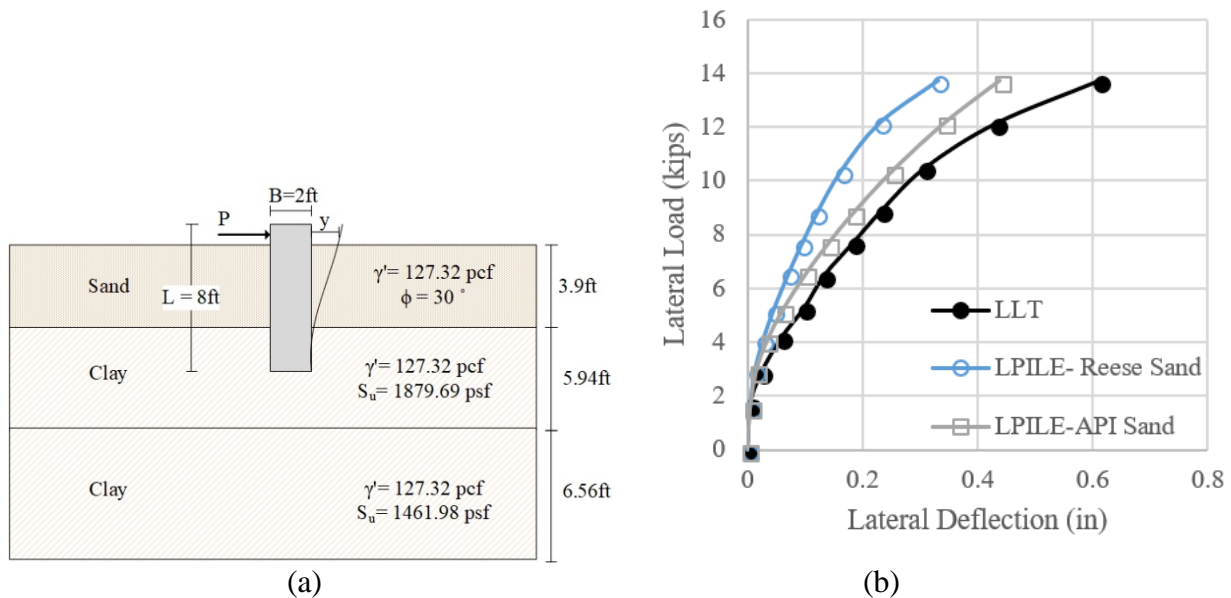 B=2ft
P
y
Sand
γ'= 127.32 pcf
ϕ = 30 °
3.9ft
L = 8ft
Clay
γ'= 127.32 pcf
Su= 1879.69 psf
5.94ft
Clay
γ'= 127.32 pcf
Su= 1461.98 psf
6.56ft
(a)
Lateral Load (kips)
16
14
12
10
8
6
4
2
0
LLT
LPILE- Reese Sand
LPILE-API Sand
0 0.2 0.4 0.6 0.8
Lateral Deflection (in)
(b)